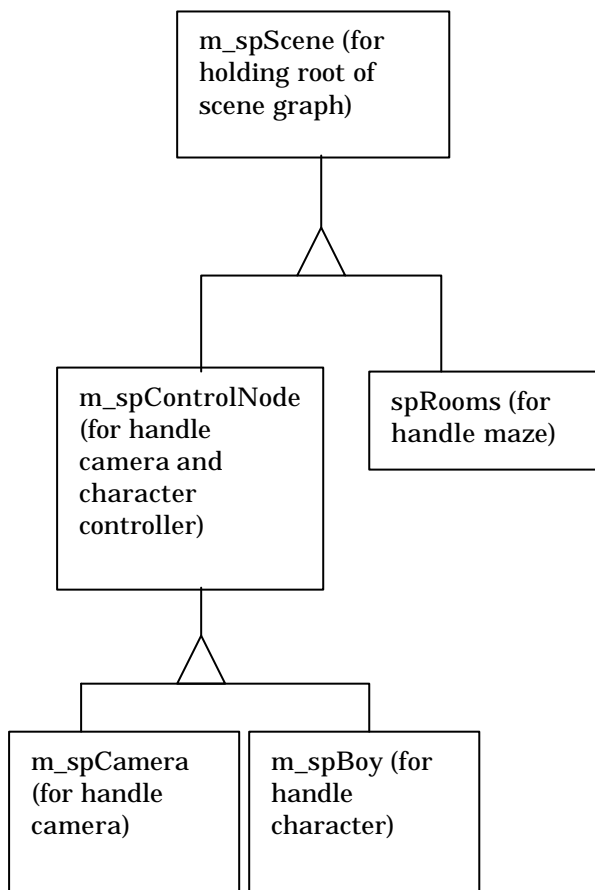 m_spScene (for
holding root of
scene graph)
m_spControlNode
(for handle
camera and
character
controller)
spRooms (for
handle maze)
m_spCamera
(for handle
camera)
m_spBoy (for
handle
character)